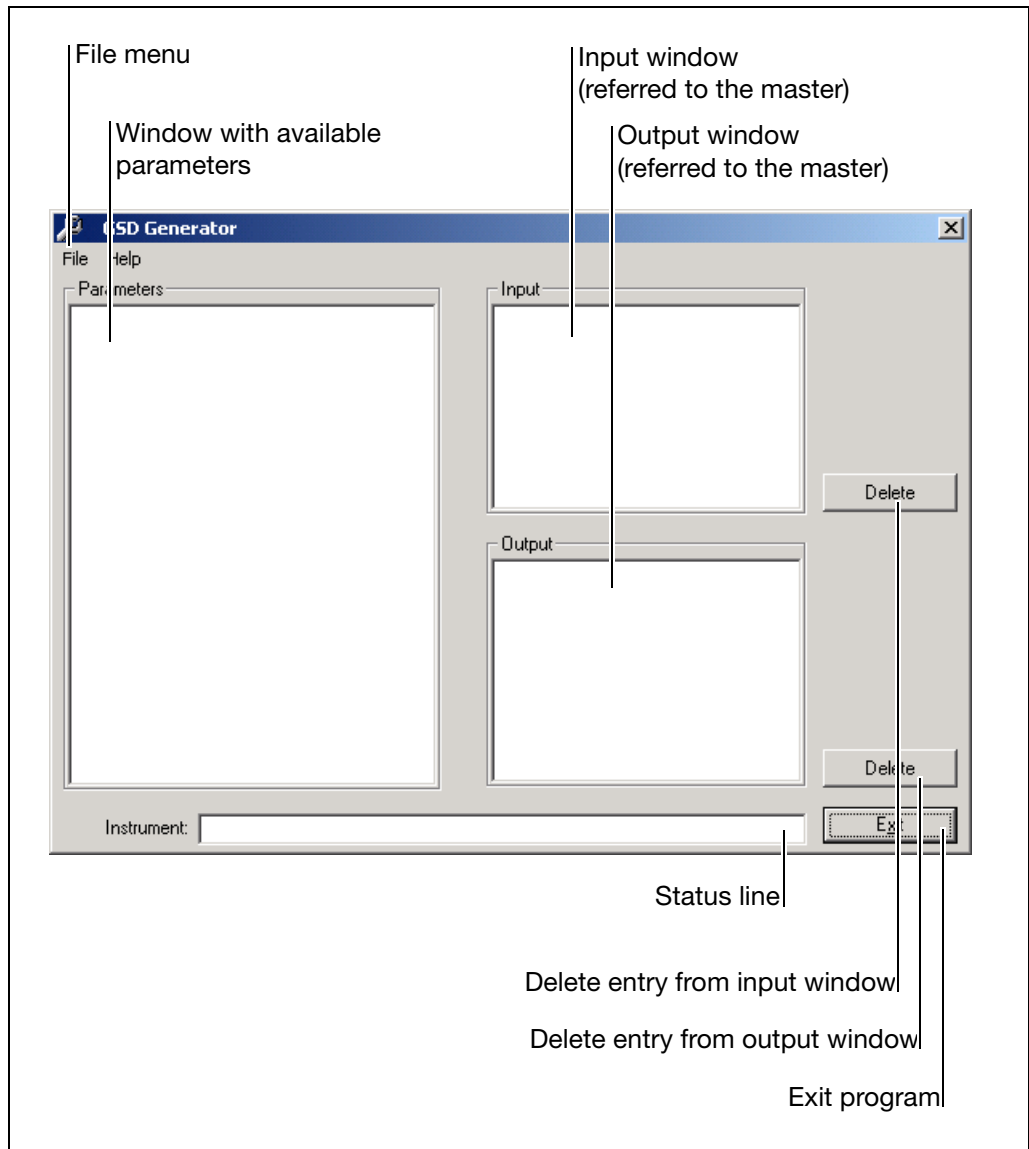 File menu
Input window
(referred to the master)
Window with available
parameters
Output window
(referred to the master)
GSD Generator
File Help
Parameters
Input
Delete
Output
Delete
Instrument:
Exit
Status line
Delete entry from input window
Delete entry from output window
Exit program